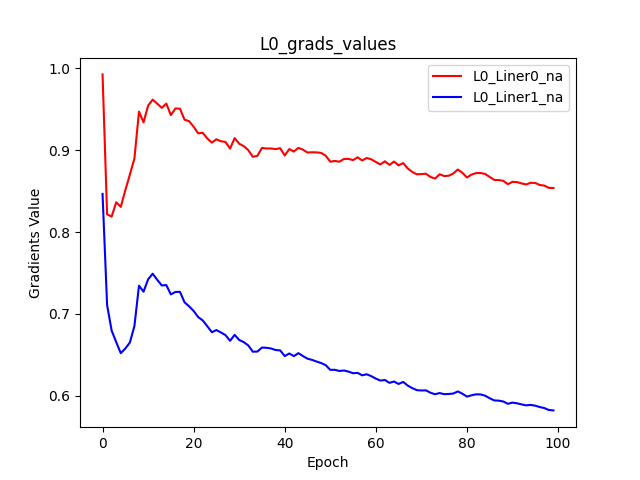 L0_grads_values
L0_Liner0_na
L0_Liner1_na
Gradients Value
1.0
0.9
0.8
0.7
0.6
0
20
40
60
80
100
Epoch